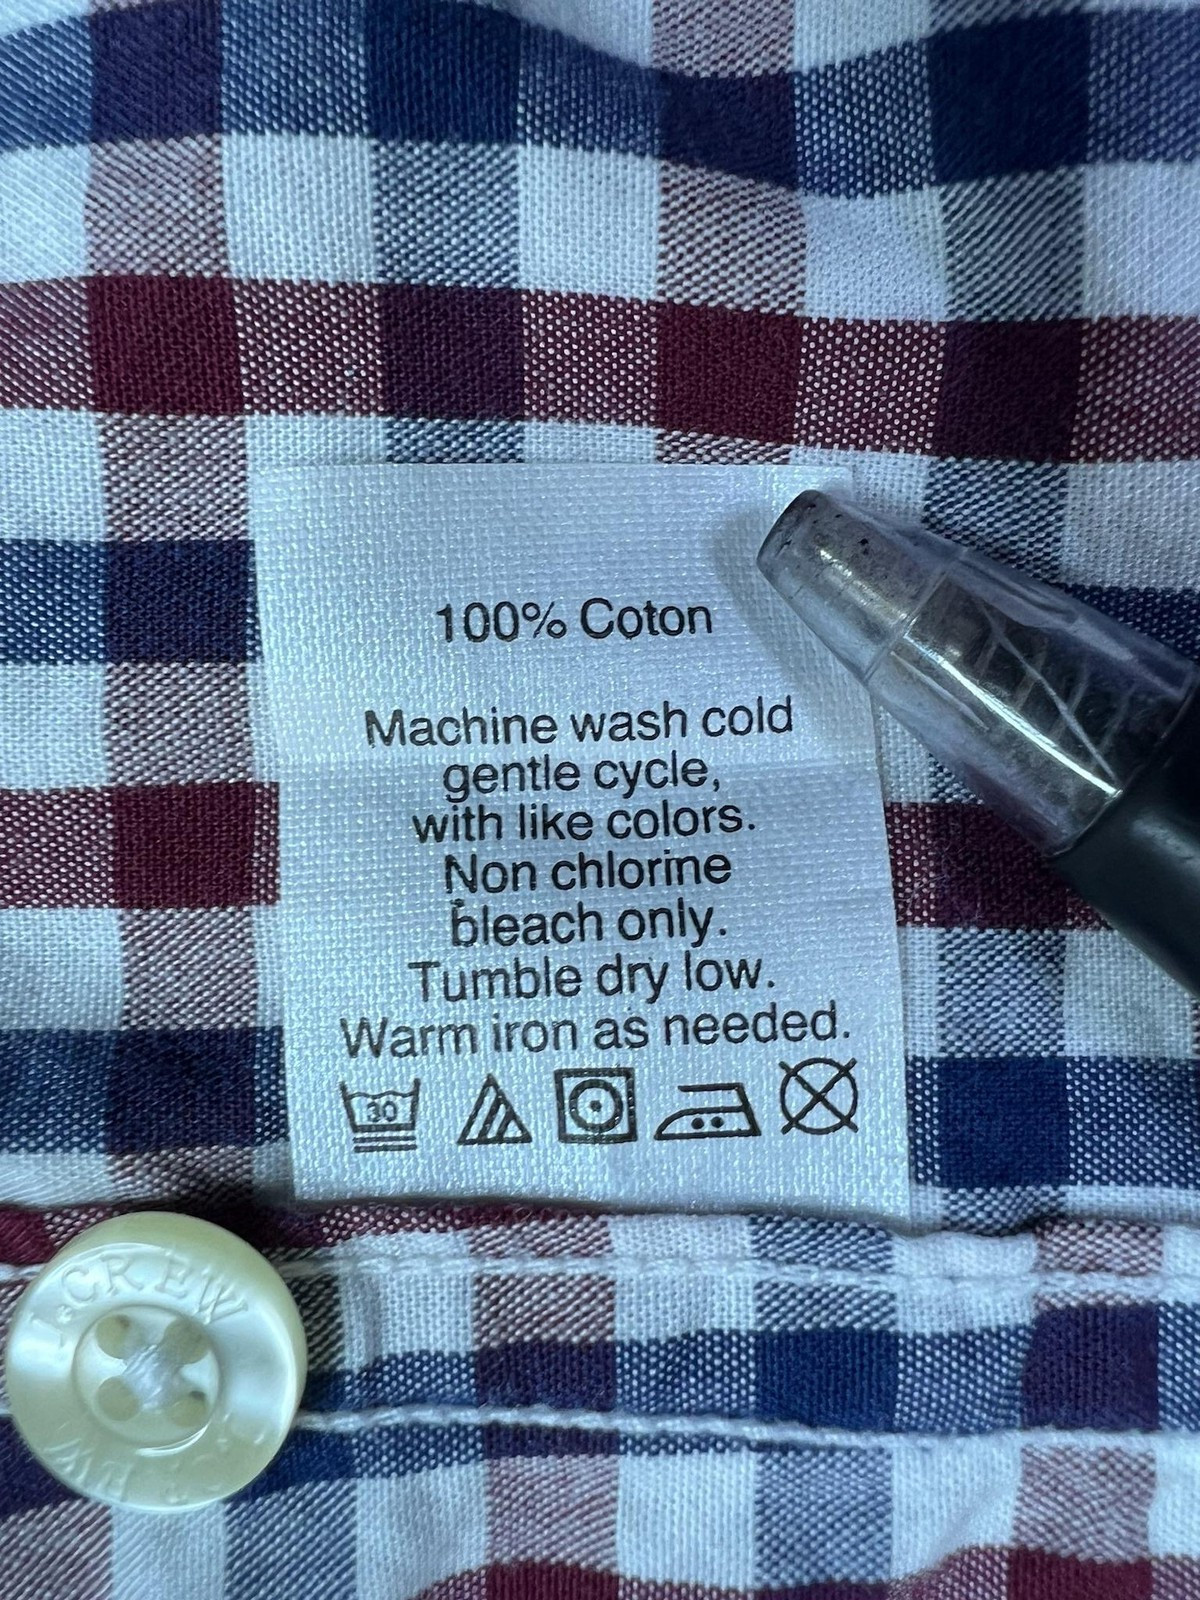 100% Coton
Machine wash cold
gentle cycle,
with like colors.
Non chlorine
bleach only.
Tumble dry low.
Warm iron as needed.
30
J.CREW